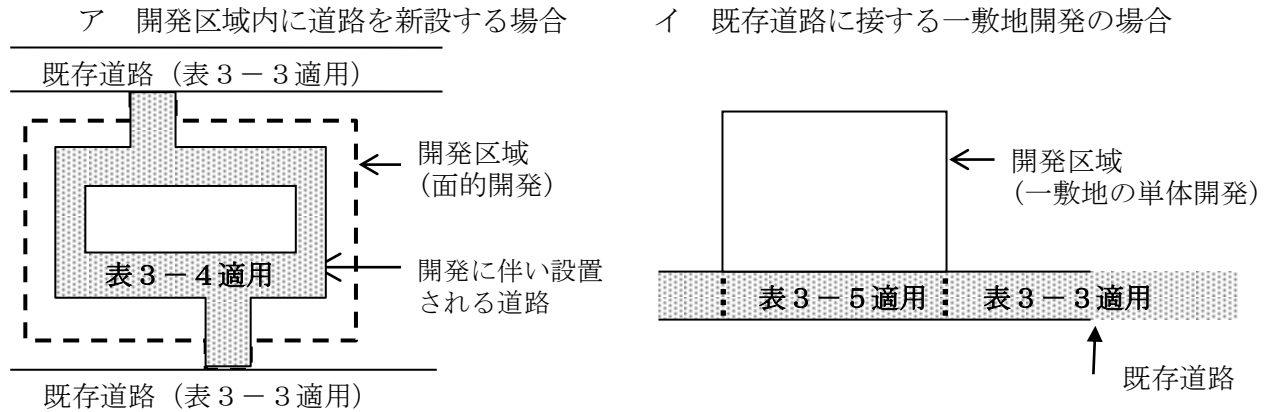 ア 開発区域内に道路を新設する場合
既存道路（表３－３適用）
開発区域
（面的開発）
表３－４適用
開発に伴い設置
される道路
既存道路（表３－３適用）
イ 既存道路に接する一敷地開発の場合
開発区域
（一敷地の単体開発）
表３－５適用
表３－３適用
既存道路